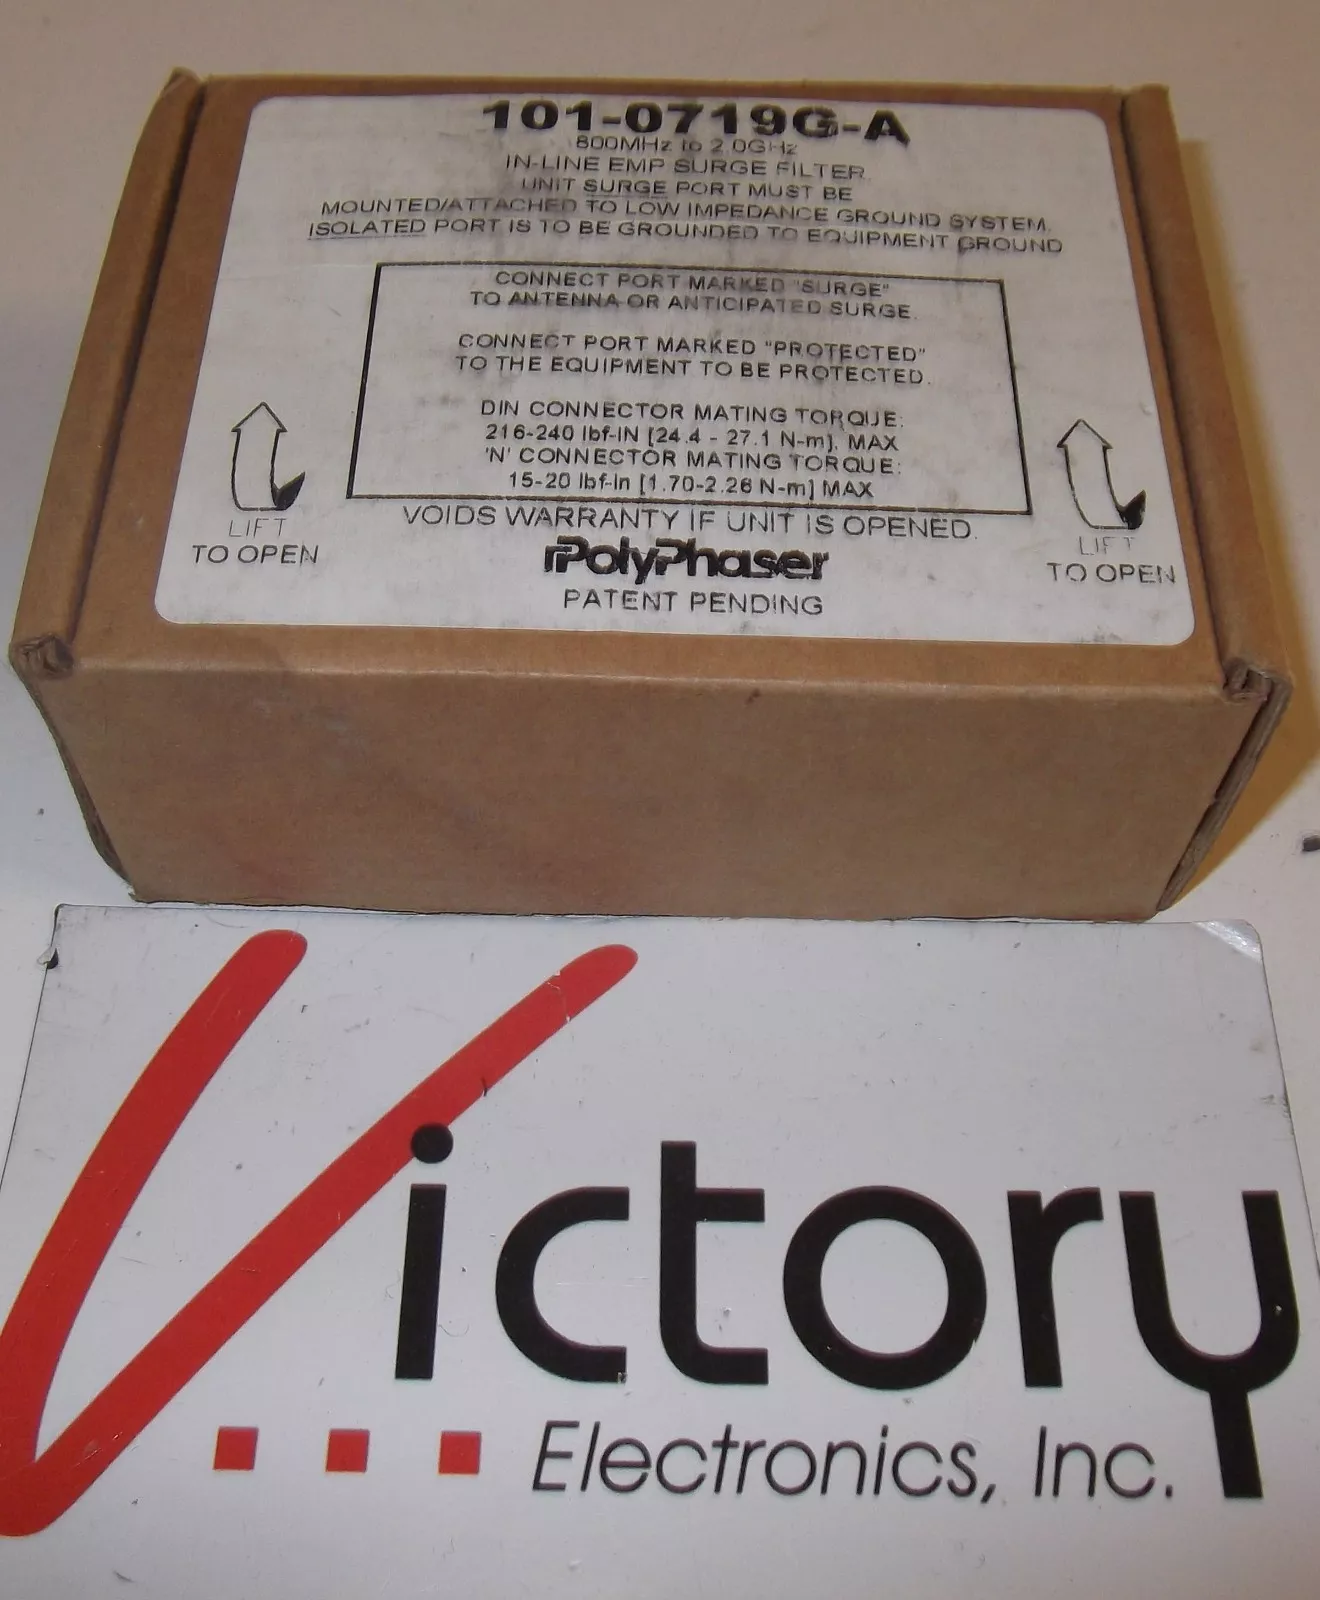 101-0719G-A
800MHz to 2.0GHz
IN-LINE EMP SURGE FILTER
UNIT SURGE PORT MUST BE
MOUNTED/ATTACHED TO LOW IMPEDANCE GROUND SYSTEM.
ISOLATED PORT IS TO BE GROUNDED TO EQUIPMENT GROUND
CONNECT PORT MARKED "SURGE"
TO ANTENNA OR ANTICIPATED SURGE.
CONNECT PORT MARKED "PROTECTED"
TO THE EQUIPMENT TO BE PROTECTED.
DIN CONNECTOR MATING TORQUE:
216-240 lbf-IN [24.4 - 27.1 N-m]. MAX
'N' CONNECTOR MATING TORQUE:
15-20 lbf-In [1.70-2.26 N-m] MAX
LIFT
TO OPEN
LIFT
TO OPEN
VOIDS WARRANTY IF UNIT IS OPENED.
PolyPhaser
PATENT PENDING
Victory
Electronics, Inc.